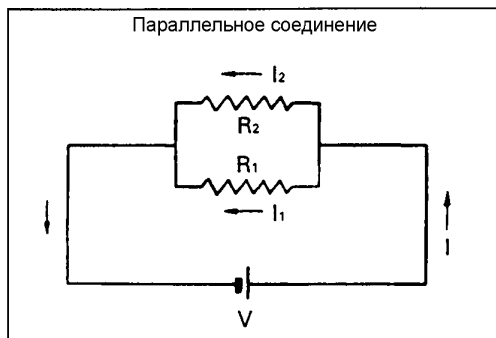 Параллельное соединение
I₂
R₂
R₁
I₁
I
V